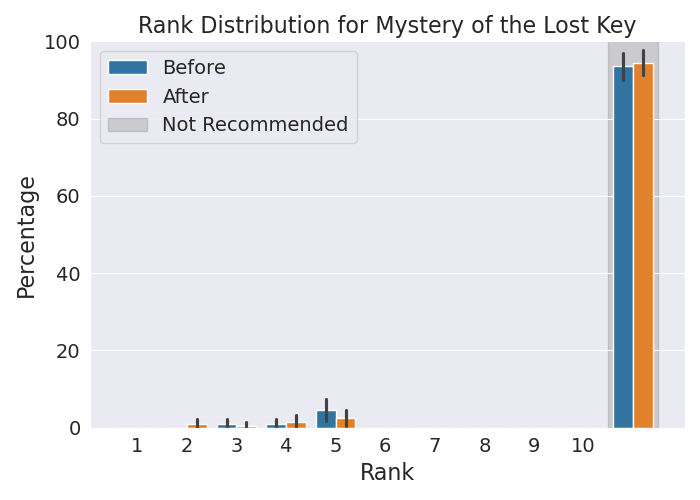 Rank Distribution for Mystery of the Lost Key
100
80
60
40
20
0
Percentage
Before
After
Not Recommended
1 2 3 4 5 6 7 8 9 10
Rank